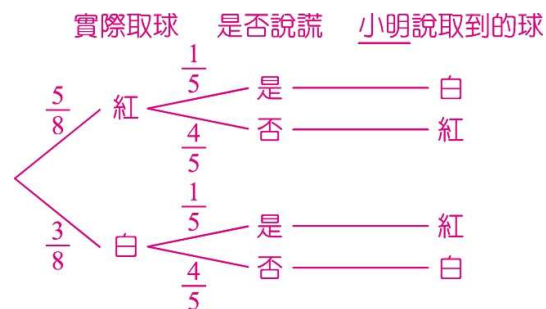 實際取球 是否說謊 小明說取到的球
1/5 是 白
5/8 紅
4/5 否 紅
1/5 是 紅
3/8 白
4/5 否 白